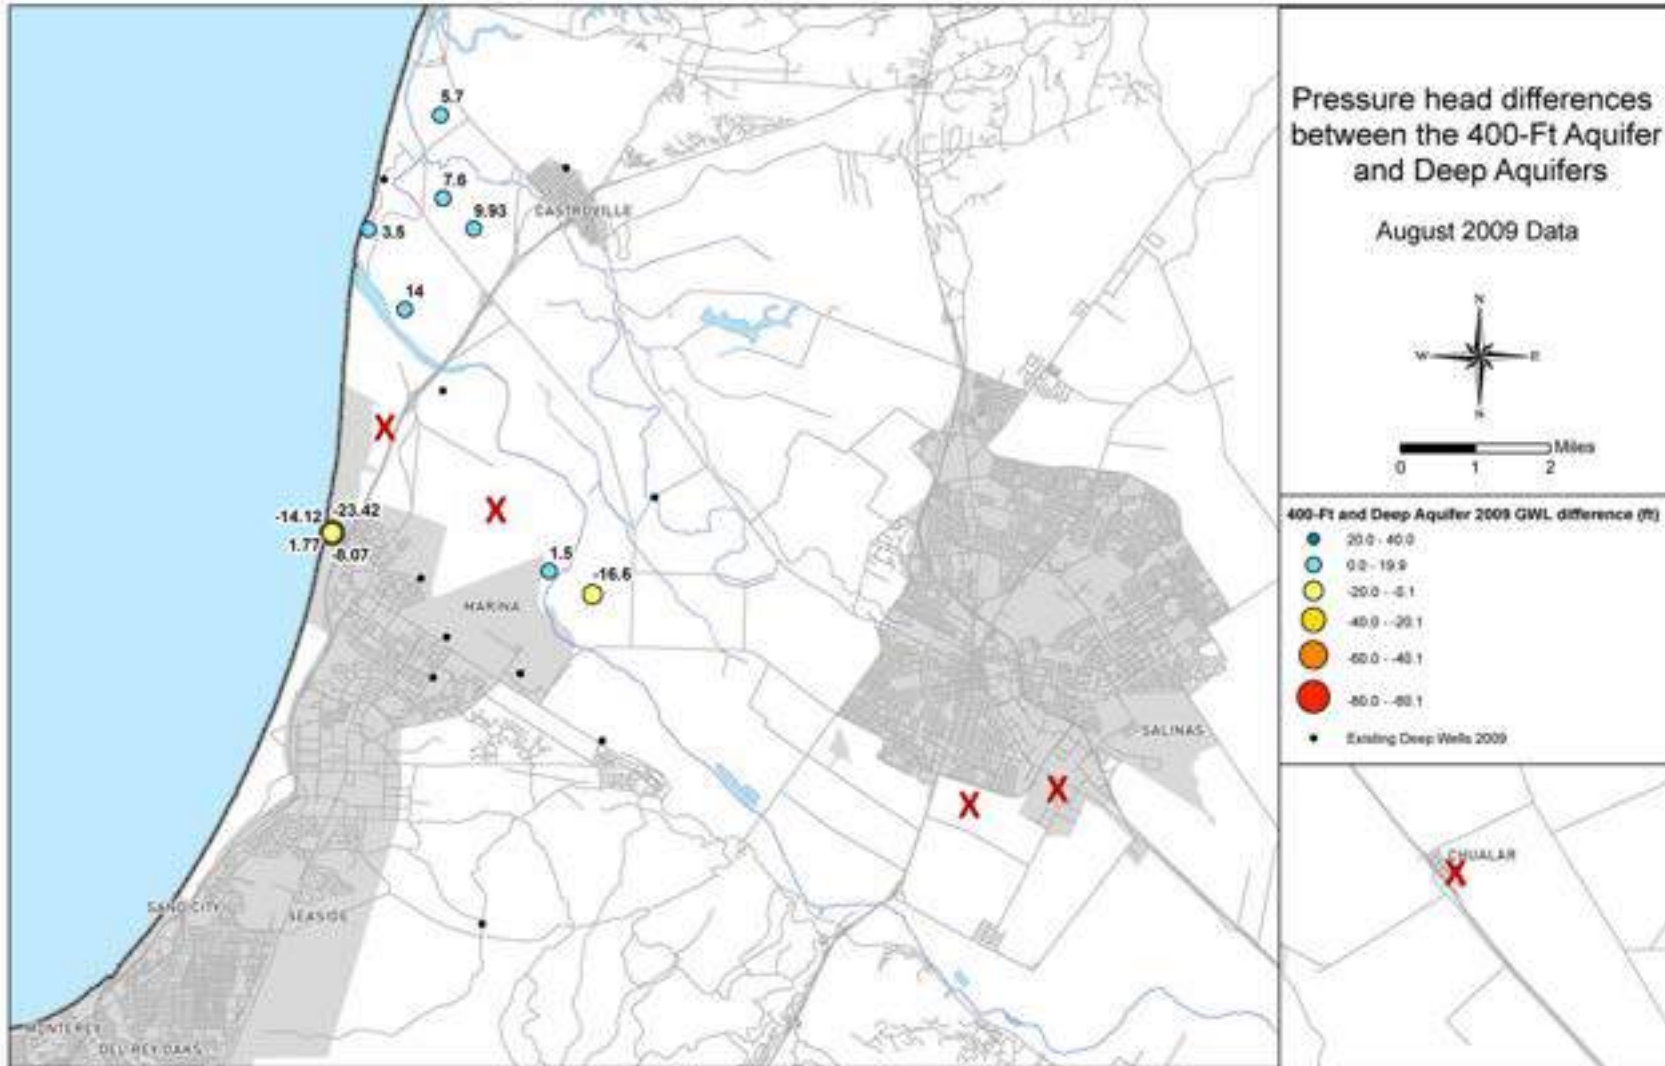 Pressure head differences
between the 400-Ft Aquifer
and Deep Aquifers
August 2009 Data
N
W
E
S
Miles
0 1 2
400-Ft and Deep Aquifer 2009 GWL difference (ft)
20.0 - 40.0
0.0 - 19.9
-20.0 - -0.1
-40.0 - -20.1
-60.0 - -40.1
-80.0 - -60.1
Existing Deep Wells 2009
5.7
7.6
9.93
CASTROVILLE
3.5
14
X
X
-14.12
-23.42
1.77
-8.07
1.5
-16.6
MARINA
SALINAS
X
X
CHUALAR
X
SAND CITY
SEASIDE
MONTEREY
DEL REY OAKS